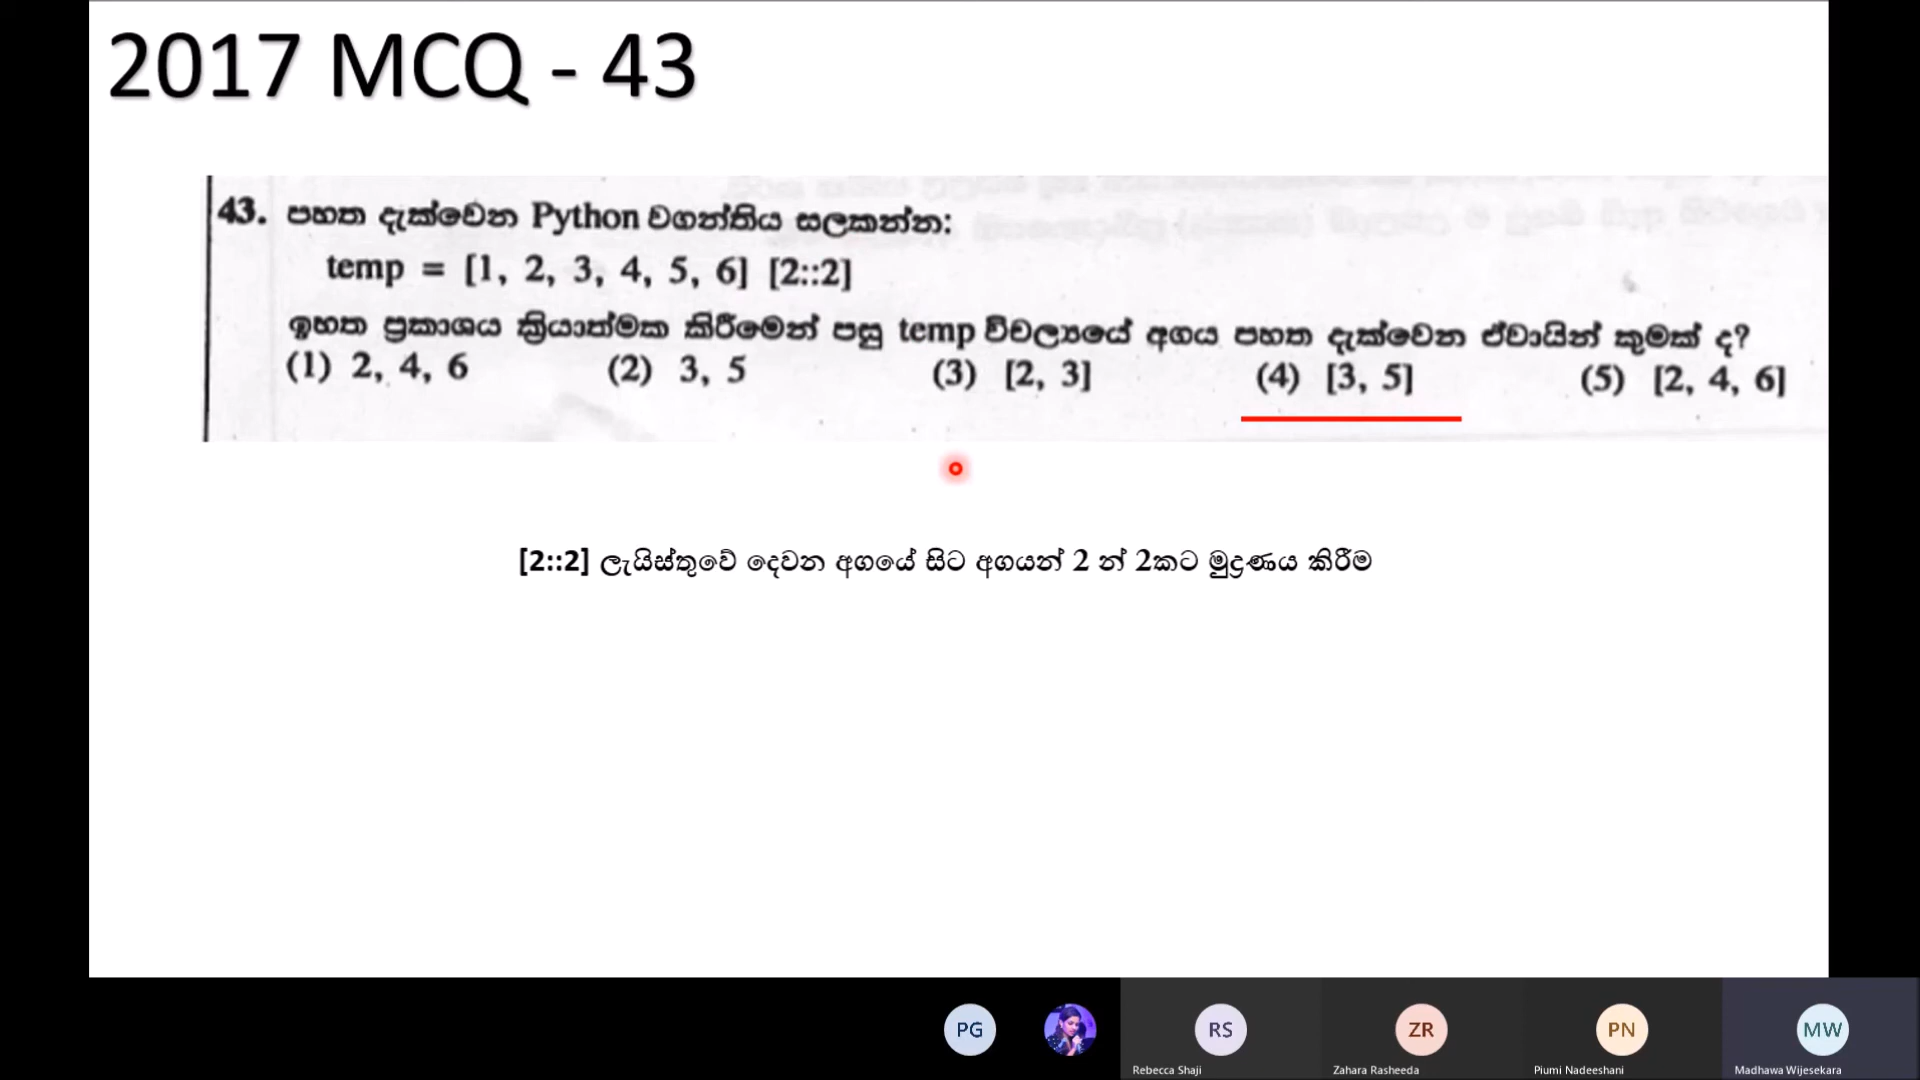 2017 MCQ - 43
43. පහත දැක්වෙන Python වගන්තිය සලකන්න:
temp = [1, 2, 3, 4, 5, 6] [2::2]
ඉහත ප්‍රකාශය ක්‍රියාත්මක කිරීමෙන් පසු temp විචල්‍යයේ අගය පහත දැක්වෙන ඒවායින් කුමක් ද?
(1) 2, 4, 6 (2) 3, 5 (3) [2, 3] (4) [3, 5] (5) [2, 4, 6]
[2::2] ලැයිස්තුවේ දෙවන අගයේ සිට අගයන් 2 න් 2කට මුද්‍රණය කිරීම
PG RS ZR PN MW
Rebecca Shaji Zahara Rasheeda Piumi Nadeeshani Madhawa Wijesekara